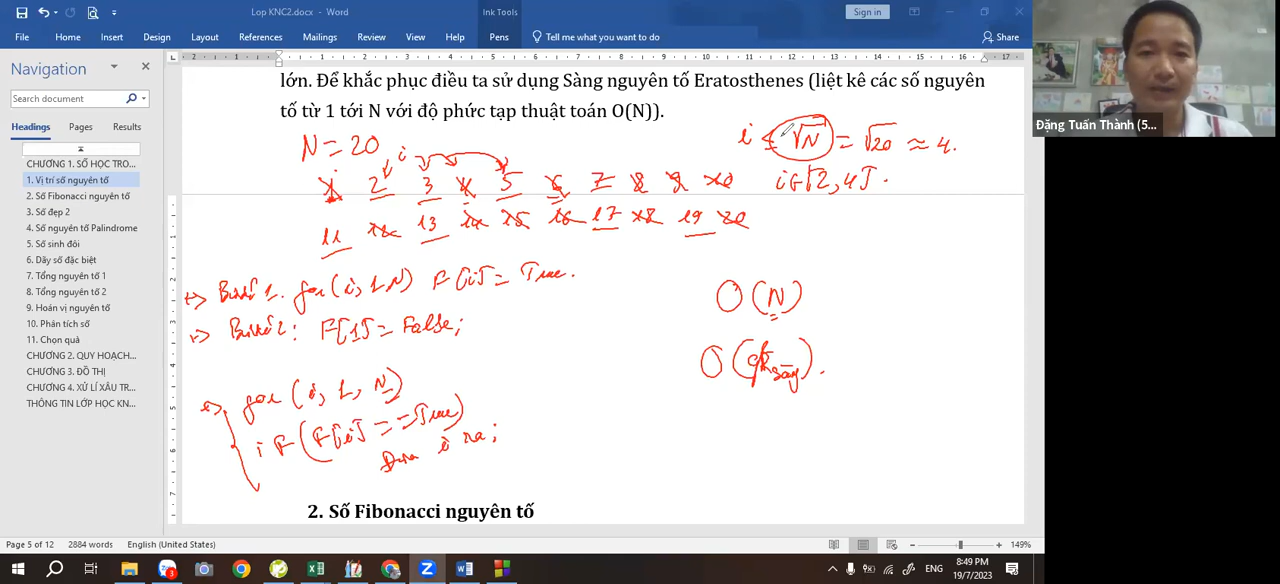 Lop KNC2.docx - Word
Ink Tools
Sign in
File Home Insert Design Layout References Mailings Review View Help Pens Tell me what you want to do Share
Navigation
Search document
Headings Pages Results
CHƯƠNG 1. SỐ HỌC TRO...
1. Vị trí số nguyên tố
2. Số Fibonacci nguyên tố
3. Số đẹp 2
4. Số nguyên tố Palindrome
5. Số sinh đôi
6. Dãy số đặc biệt
7. Tổng nguyên tố 1
8. Tổng nguyên tố 2
9. Hoán vị nguyên tố
10. Phân tích số
11. Chọn quà
CHƯƠNG 2. QUY HOẠCH...
CHƯƠNG 3. ĐỒ THỊ
CHƯƠNG 4. XỬ LÍ XÂU TR...
THÔNG TIN LỚP HỌC KN...
lớn. Để khắc phục điều ta sử dụng Sàng nguyên tố Eratosthenes (liệt kê các số nguyên
tố từ 1 tới N với độ phức tạp thuật toán O(N)).
N = 20
i ≤ √N = √20 ≈ 4.
i
1 2 3 4 5 6 7 8 9 10
11 12 13 14 15 16 17 18 19 20
Bước 1. for(i, 1, N) F[i] = True.
Bước 2: F[1] = False;
O(N)
for (i, 1, N)
if (F[i] == True)
Đưa i ra;
2. Số Fibonacci nguyên tố
Đặng Tuấn Thành (5...
Page 5 of 12 2884 words English (United States) 149%
ENG
8:49 PM
19/7/2023